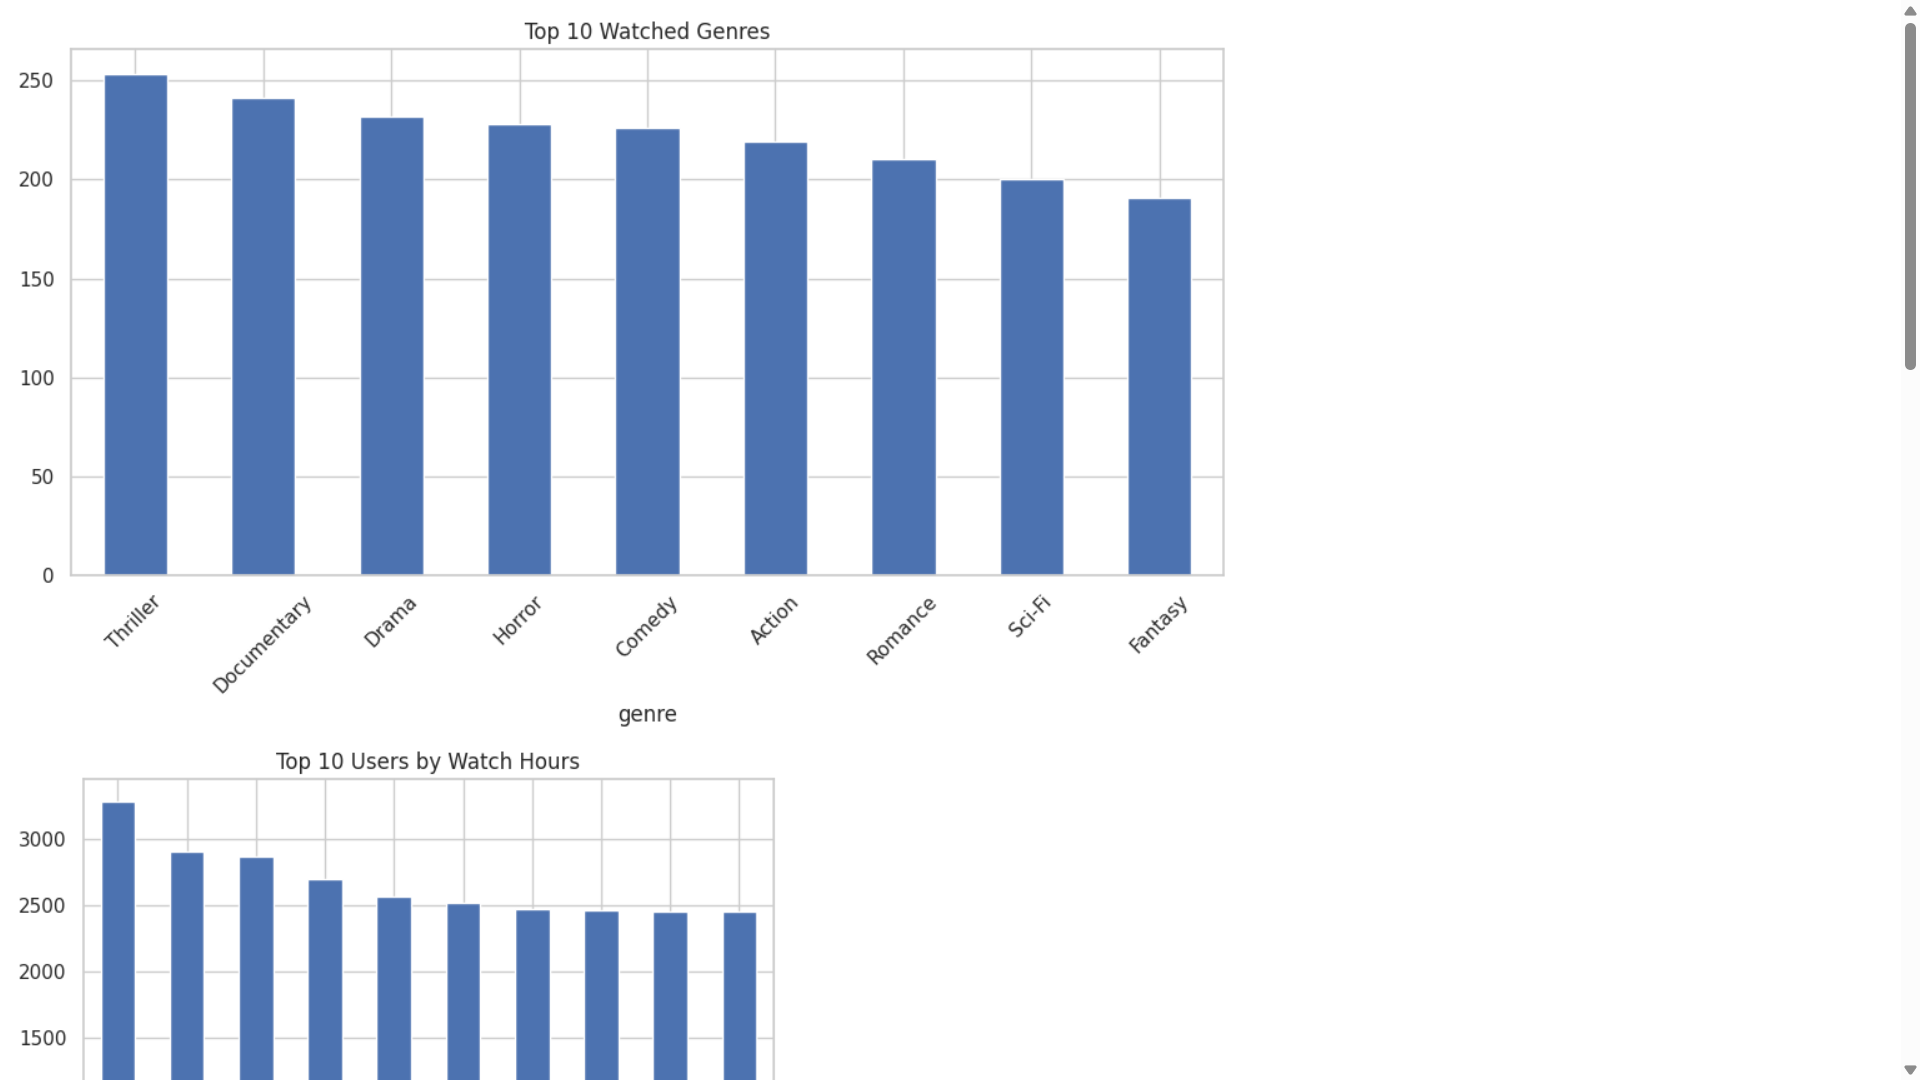 Top 10 Watched Genres
250
200
150
100
50
0
Thriller
Documentary
Drama
Horror
Comedy
Action
Romance
Sci-Fi
Fantasy
genre
Top 10 Users by Watch Hours
3000
2500
2000
1500